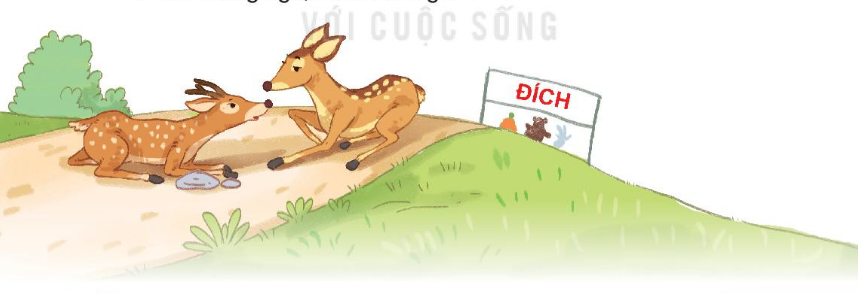 VỚI CUỘC SỐNG
ĐÍCH